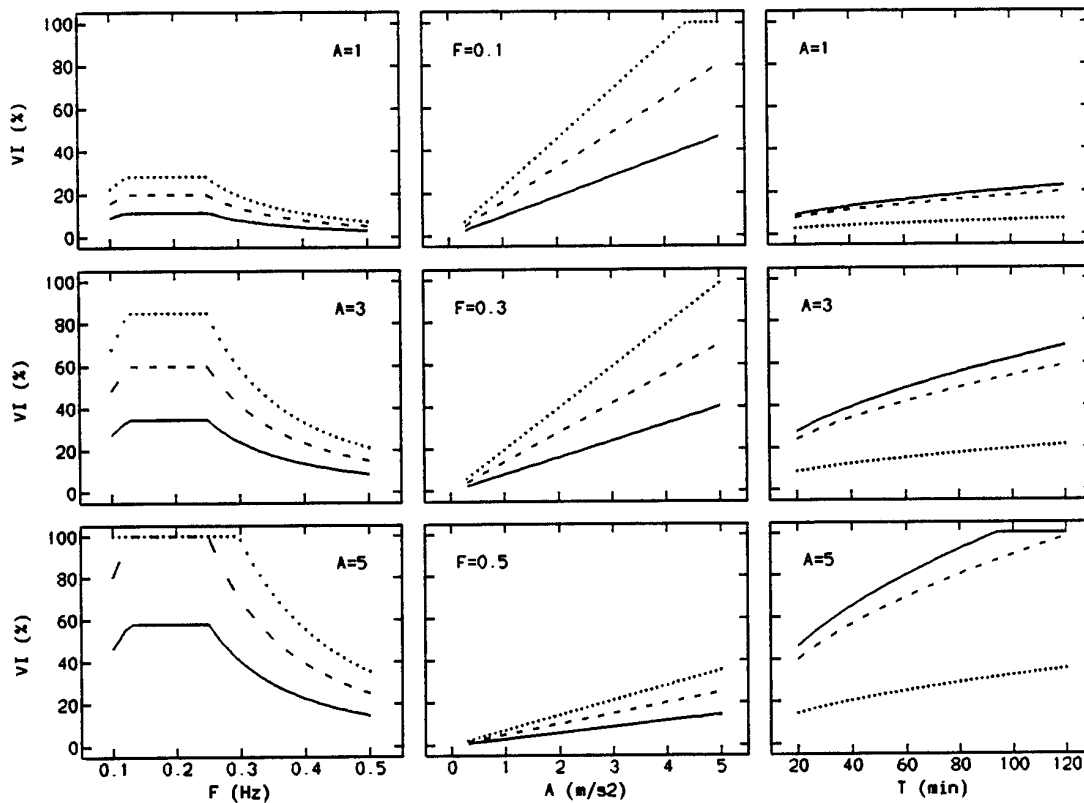 A=1
F=0.1
A=1
VI (%)
100
80
60
40
20
0
A=3
F=0.3
A=3
VI (%)
100
80
60
40
20
0
A=5
F=0.5
A=5
VI (%)
100
80
60
40
20
0
0.1 0.2 0.3 0.4 0.5
F (Hz)
0 1 2 3 4 5
A (m/s2)
20 40 60 80 100 120
T (min)